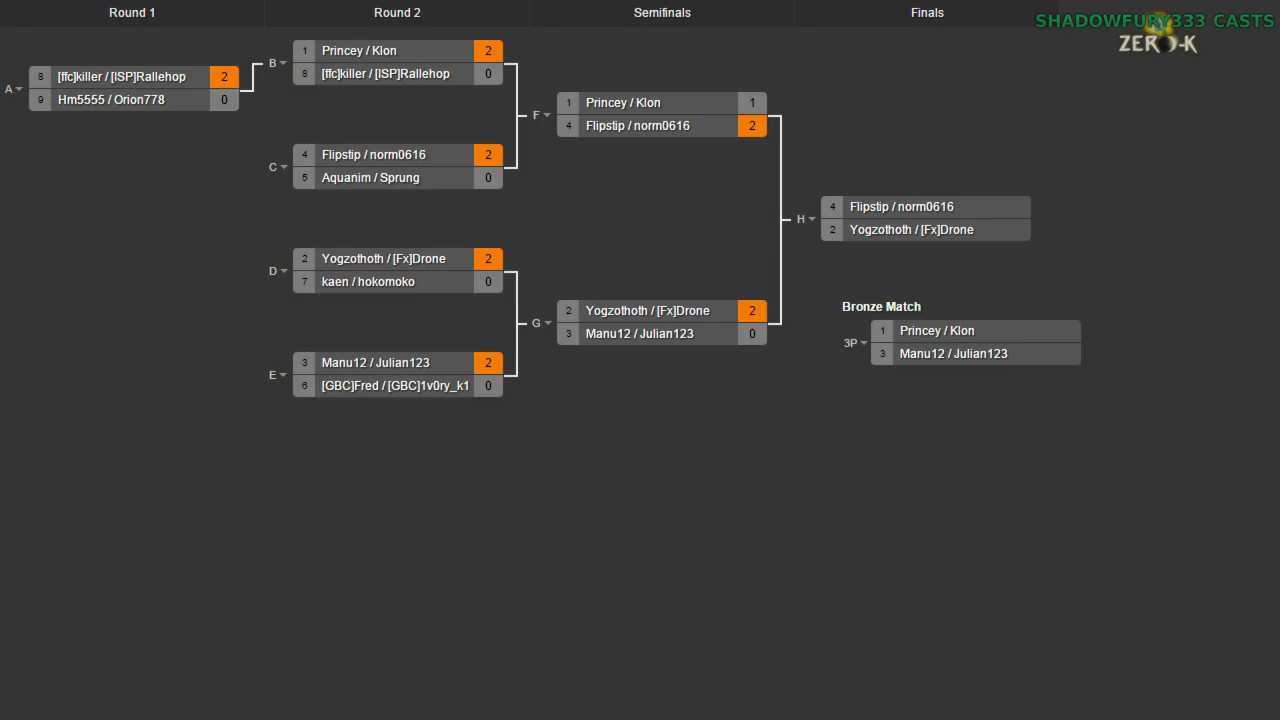 Round 1
Round 2
Semifinals
Finals
SHADOWFURY333 CASTS
ZERO-K
A
8 [ffc]killer / [ISP]Rallehop 2
9 Hm5555 / Orion778 0
B
1 Princey / Klon 2
8 [ffc]killer / [ISP]Rallehop 0
C
4 Flipstip / norm0616 2
5 Aquanim / Sprung 0
D
2 Yogzothoth / [Fx]Drone 2
7 kaen / hokomoko 0
E
3 Manu12 / Julian123 2
6 [GBC]Fred / [GBC]1v0ry_k1 0
F
1 Princey / Klon 1
4 Flipstip / norm0616 2
G
2 Yogzothoth / [Fx]Drone 2
3 Manu12 / Julian123 0
H
4 Flipstip / norm0616
2 Yogzothoth / [Fx]Drone
Bronze Match
3P
1 Princey / Klon
3 Manu12 / Julian123